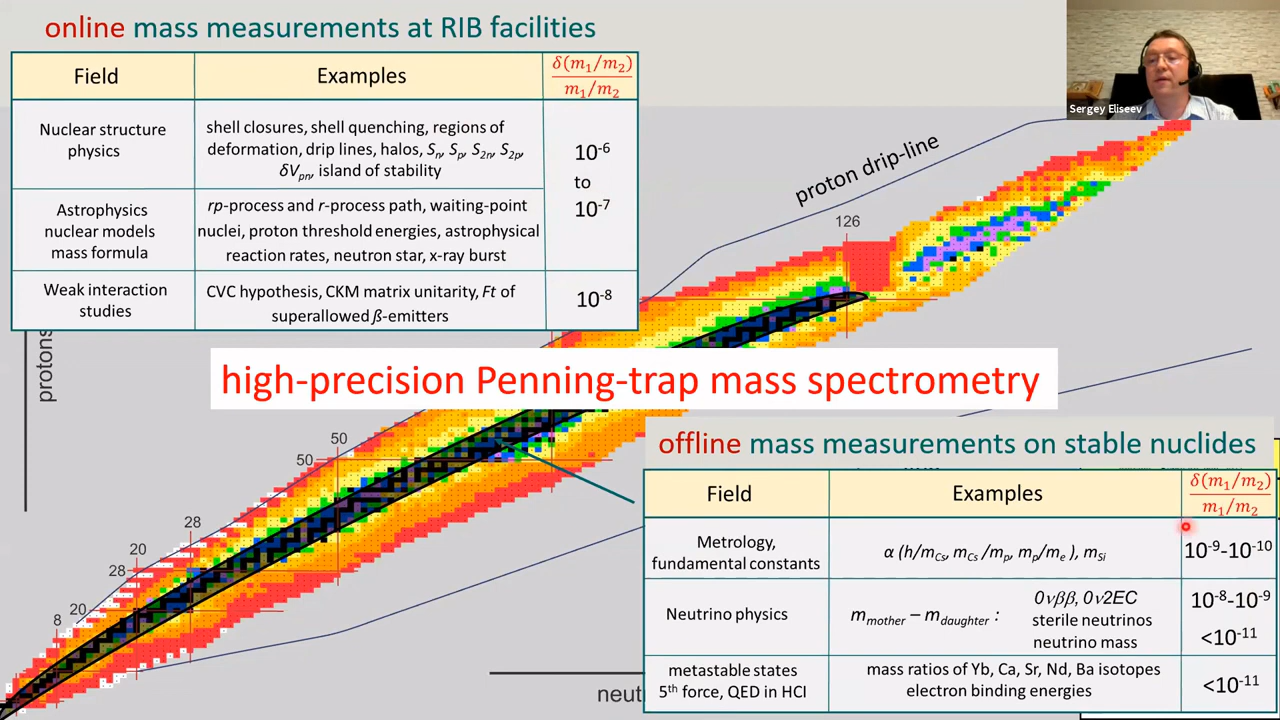 online mass measurements at RIB facilities
Field Examples δ(m₁/m₂)
m₁/m₂
Nuclear structure
physics
shell closures, shell quenching, regions of
deformation, drip lines, halos, Sₙ, Sₚ, S₂ₙ, S₂ₚ,
δVₚₙ, island of stability
10⁻⁶
to
10⁻⁷
Astrophysics
nuclear models
mass formula
rp-process and r-process path, waiting-point
nuclei, proton threshold energies, astrophysical
reaction rates, neutron star, x-ray burst
Weak interaction
studies
CVC hypothesis, CKM matrix unitarity, Ft of
superallowed β-emitters
10⁻⁸
Sergey Eliseev
proton drip-line
126
protons
high-precision Penning-trap mass spectrometry
50
50
28
20
28
20
8
neut
offline mass measurements on stable nuclides
Field Examples δ(m₁/m₂)
m₁/m₂
Metrology,
fundamental constants
α (h/m_Cs, m_Cs/mₚ, mₚ/mₑ ), m_Si
10⁻⁹-10⁻¹⁰
Neutrino physics
m_mother – m_daughter :
0νββ, 0ν2EC
sterile neutrinos
neutrino mass
10⁻⁸-10⁻⁹
<10⁻¹¹
metastable states
5th force, QED in HCI
mass ratios of Yb, Ca, Sr, Nd, Ba isotopes
electron binding energies
<10⁻¹¹